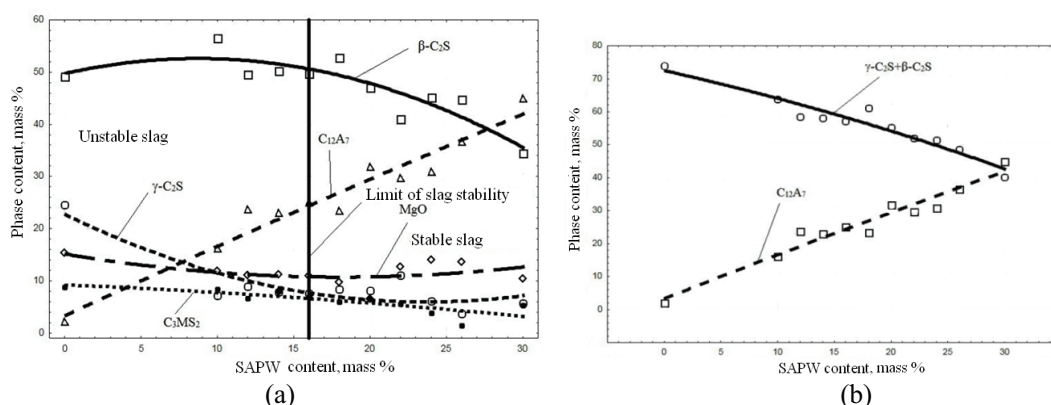 60
50
40
30
20
10
0
Phase content, mass %
β-C₂S
Unstable slag
C₁₂A₇
γ-C₂S
Limit of slag stability
MgO
Stable slag
C₃MS₂
0 5 10 15 20 25 30
SAPW content, mass %
(a)
80
70
60
50
40
30
20
10
0
Phase content, mass %
γ-C₂S+β-C₂S
C₁₂A₇
0 5 10 15 20 25 30
SAPW content, mass %
(b)